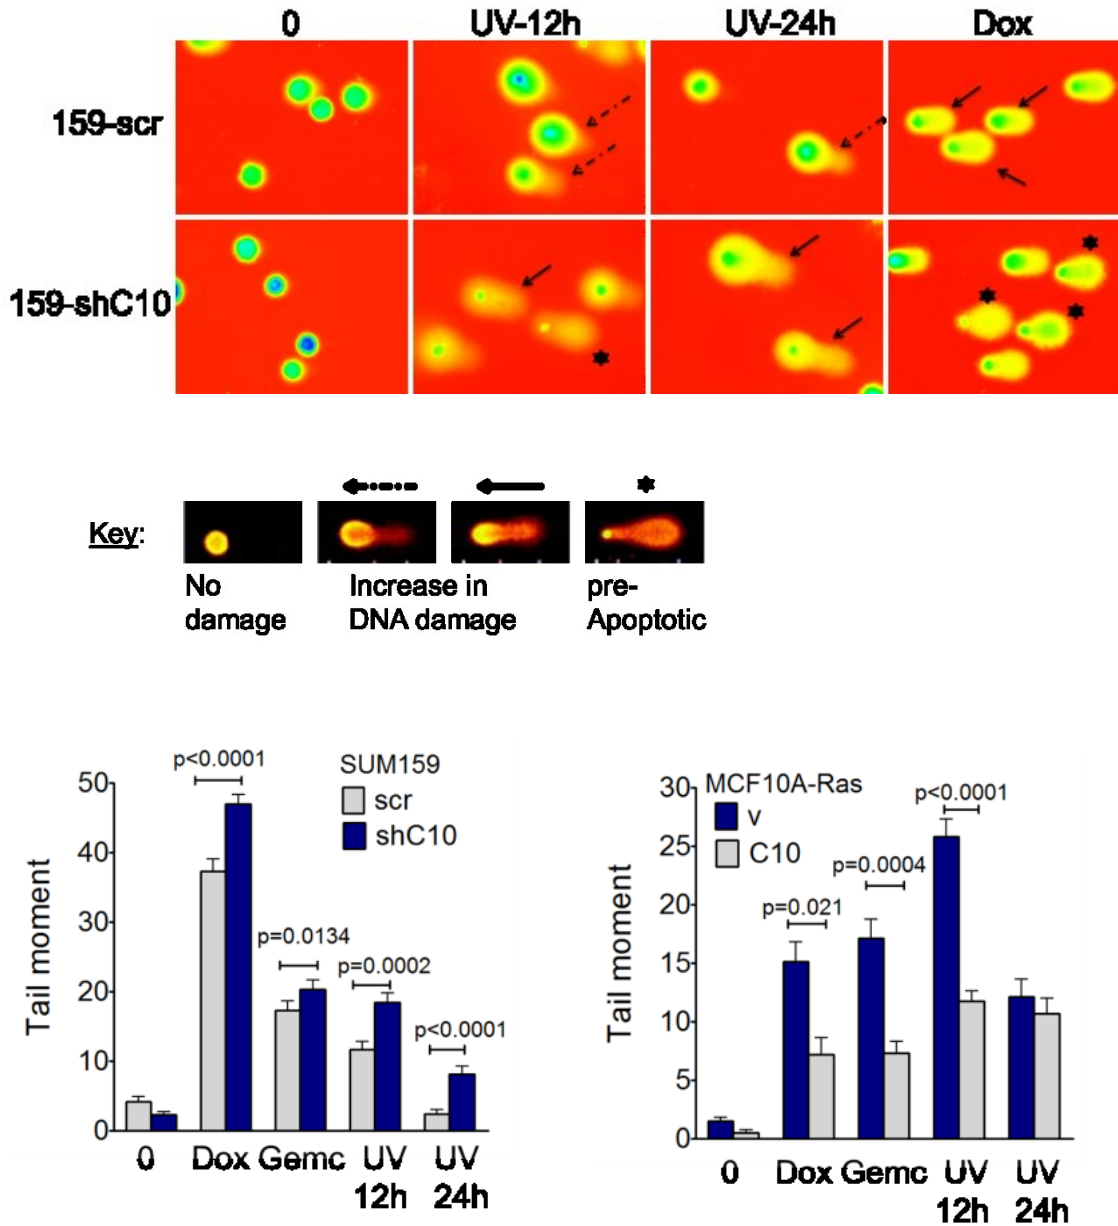 0 UV-12h UV-24h Dox
159-scr
159-shC10
Key:
No damage
Increase in DNA damage
pre-Apoptotic
p<0.0001
SUM159
scr
shC10
p=0.0134
p=0.0002
p<0.0001
50
40
30
20
10
0
Tail moment
0 Dox Gemc UV 12h UV 24h
MCF10A-Ras
v
C10
p<0.0001
p=0.0004
p=0.021
30
25
20
15
10
5
0
Tail moment
0 Dox Gemc UV 12h UV 24h